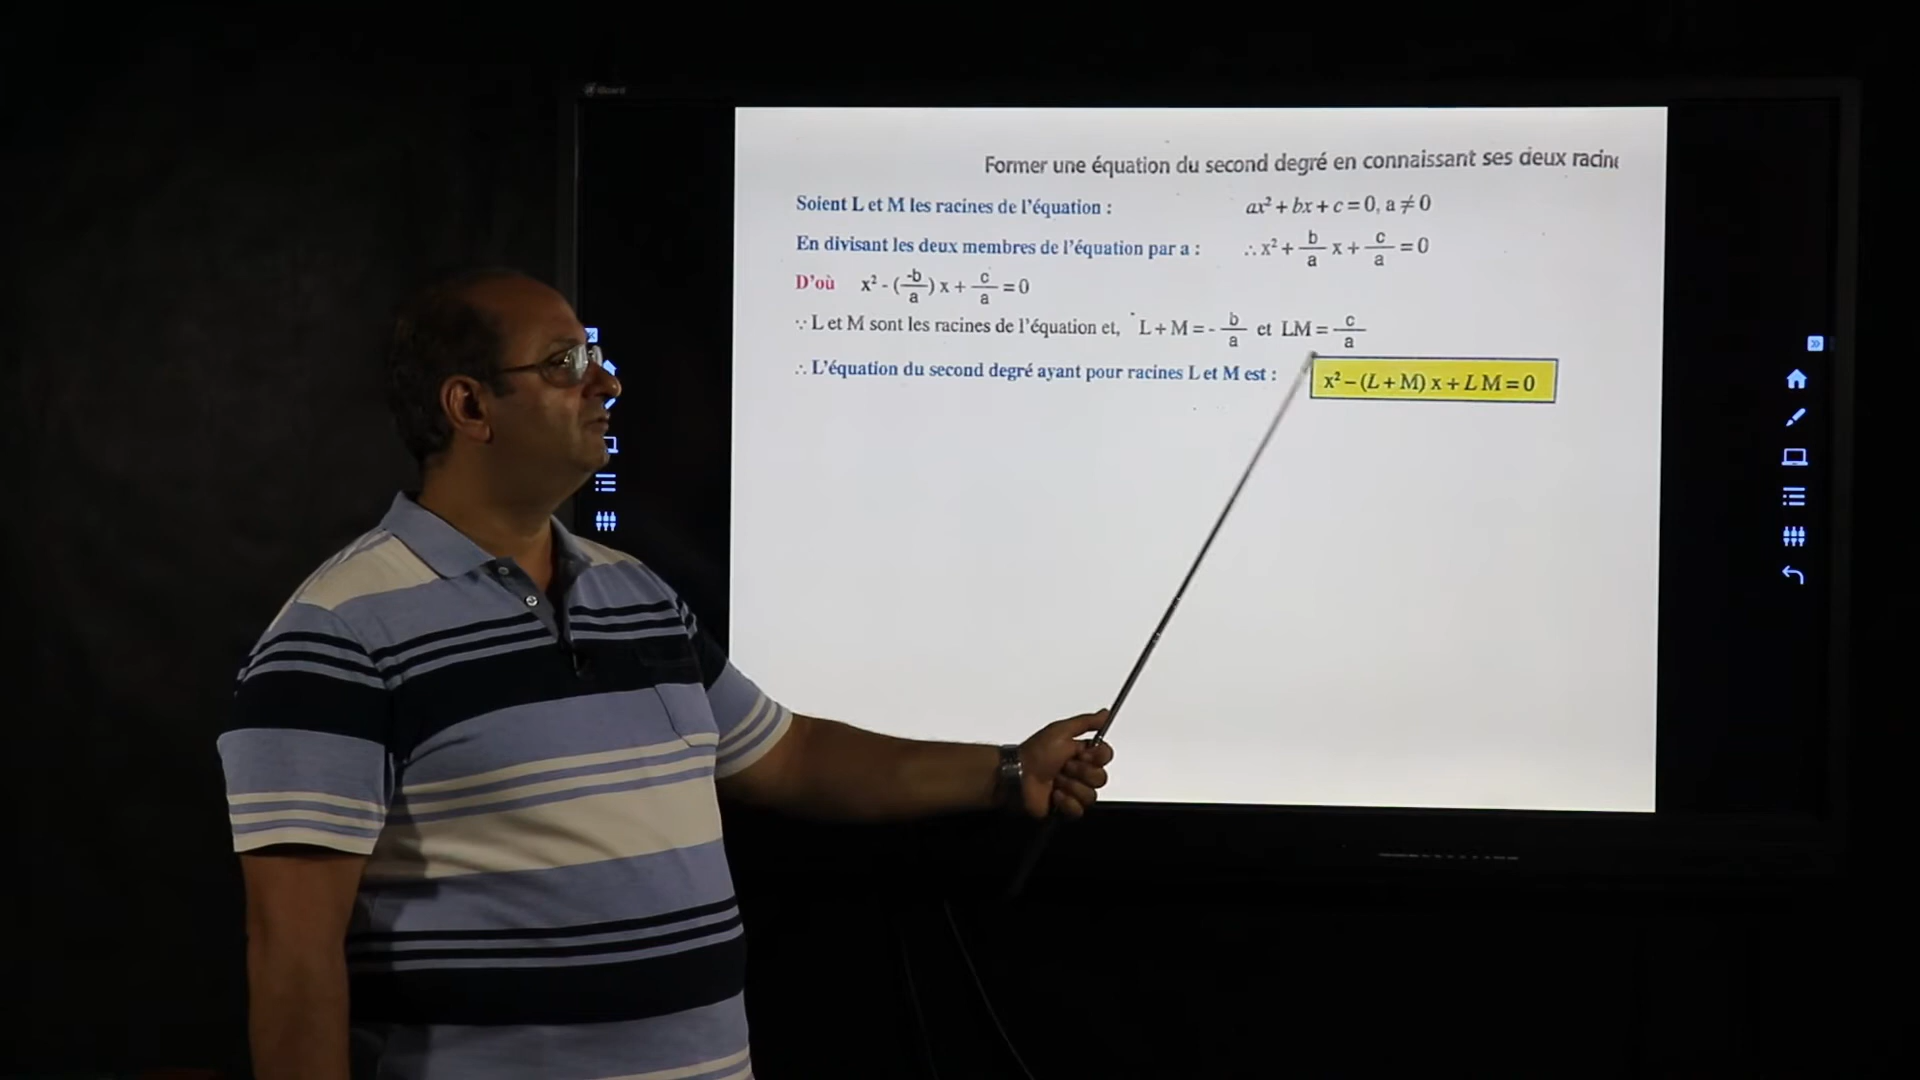 Former une équation du second degré en connaissant ses deux
Soient L et M les racines de l'équation : ax² + bx + c = 0, a ≠ 0
En divisant les deux membres de l'équation par a : ∴ x² + b/a x + c/a = 0
D'où x² - (-b/a) x + c/a = 0
∵ L et M sont les racines de l'équation et, L + M = - b/a et LM = c/a
∴ L'équation du second degré ayant pour racines L et M est : x² – (L + M) x + L M = 0